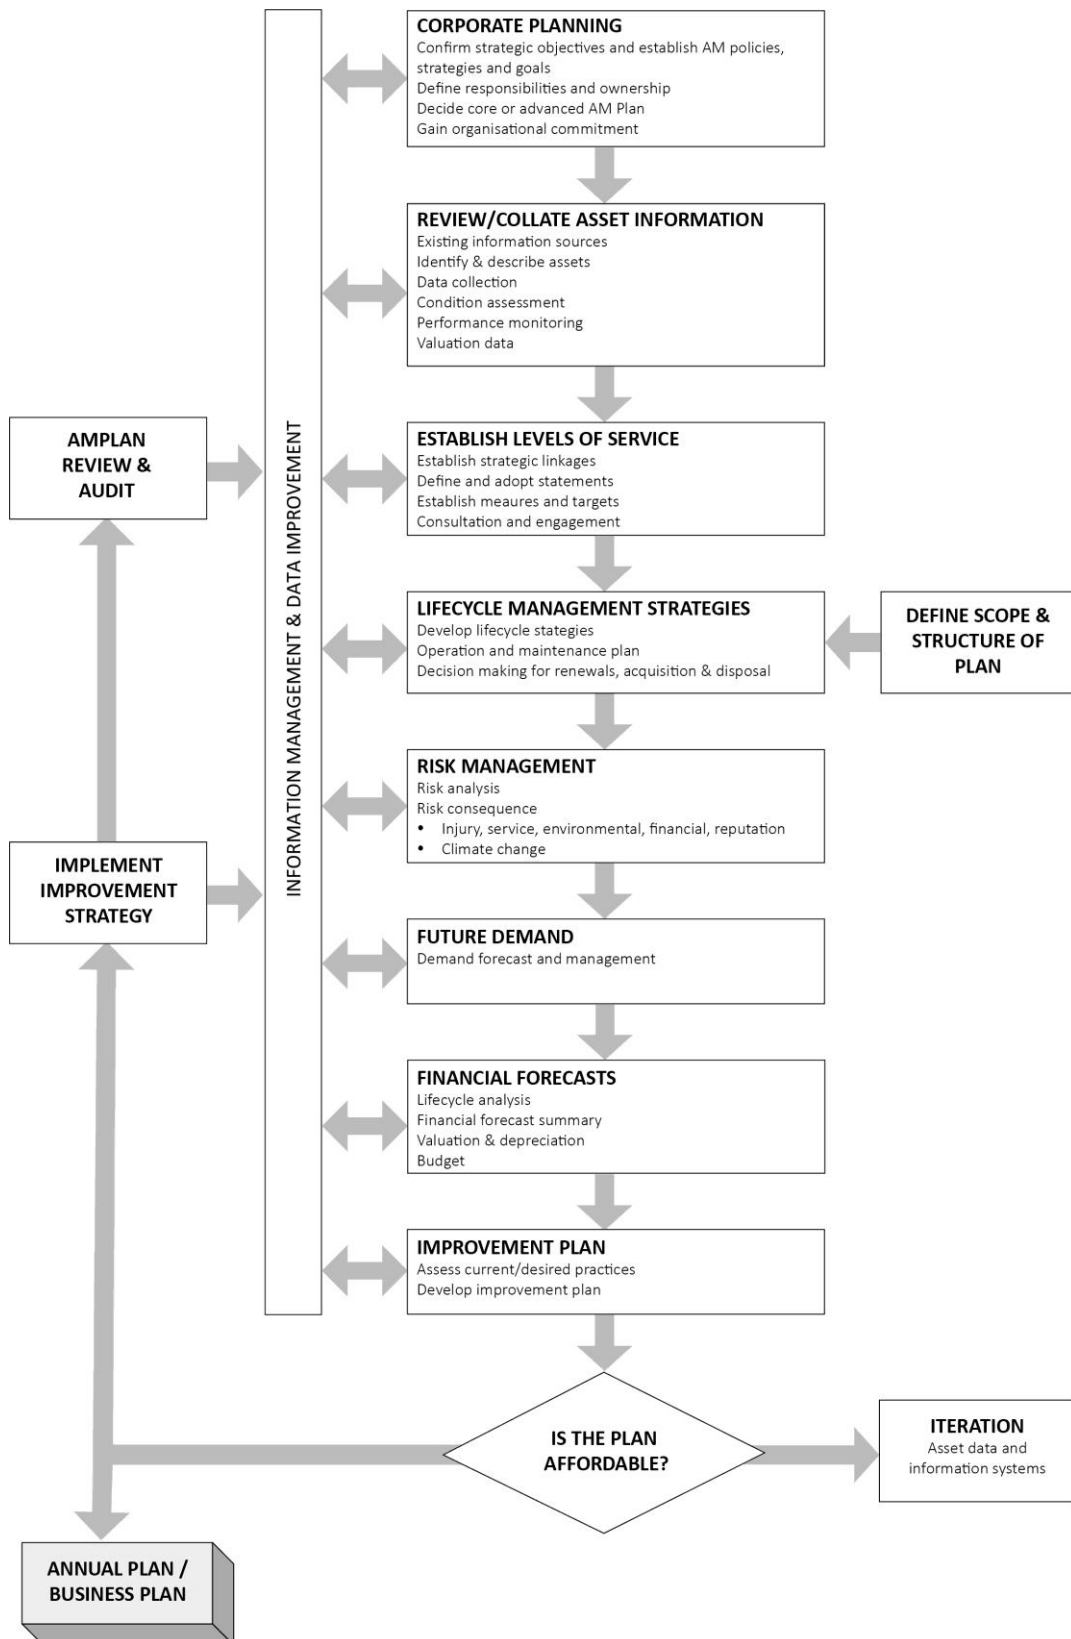 CORPORATE PLANNING
Confirm strategic objectives and establish AM policies,
strategies and goals
Define responsibilities and ownership
Decide core or advanced AM Plan
Gain organisational commitment
REVIEW/COLLATE ASSET INFORMATION
Existing information sources
Identify & describe assets
Data collection
Condition assessment
Performance monitoring
Valuation data
INFORMATION MANAGEMENT & DATA IMPROVEMENT
AMPLAN
REVIEW &
AUDIT
ESTABLISH LEVELS OF SERVICE
Establish strategic linkages
Define and adopt statements
Establish meaures and targets
Consultation and engagement
LIFECYCLE MANAGEMENT STRATEGIES
Develop lifecycle stategies
Operation and maintenance plan
Decision making for renewals, acquisition & disposal
DEFINE SCOPE &
STRUCTURE OF
PLAN
RISK MANAGEMENT
Risk analysis
Risk consequence
• Injury, service, environmental, financial, reputation
• Climate change
IMPLEMENT
IMPROVEMENT
STRATEGY
FUTURE DEMAND
Demand forecast and management
FINANCIAL FORECASTS
Lifecycle analysis
Financial forecast summary
Valuation & depreciation
Budget
IMPROVEMENT PLAN
Assess current/desired practices
Develop improvement plan
IS THE PLAN
AFFORDABLE?
ITERATION
Asset data and
information systems
ANNUAL PLAN /
BUSINESS PLAN